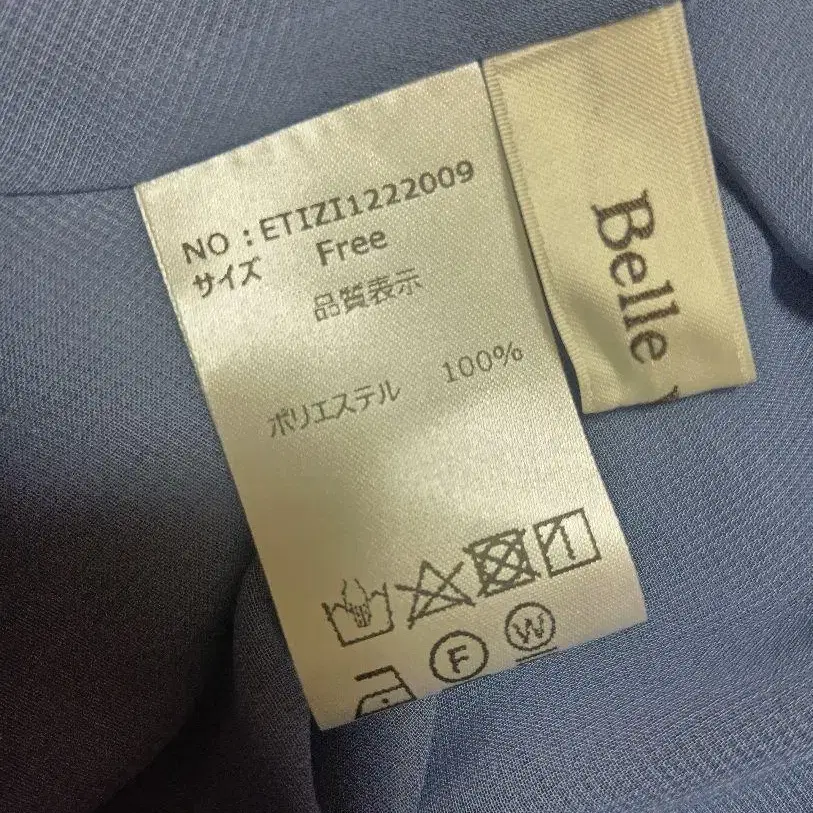 NO : ETIZI1222009
サイズ Free
品質表示
ポリエステル 100%
F
W
Belle